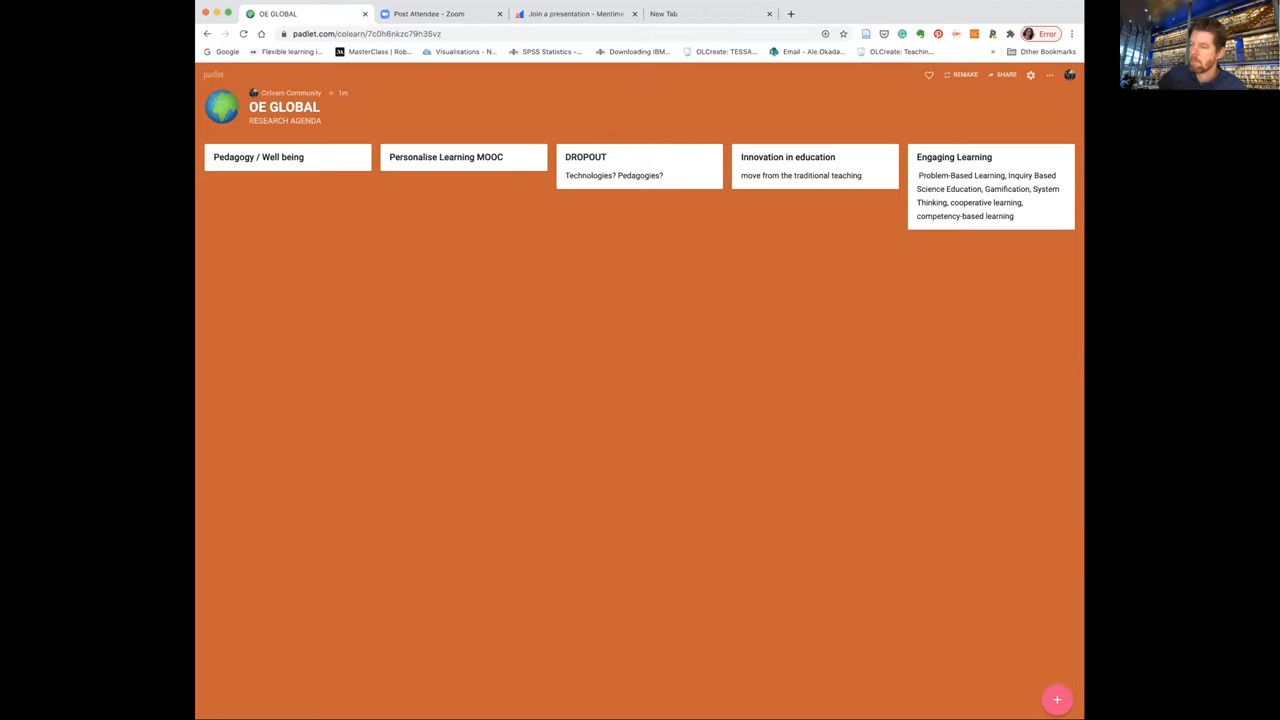 OE GLOBAL
Post Attendee - Zoom
Join a presentation - Mentime
New Tab
padlet.com/colearn/7c0h6nkzc79h35vz
Error
Google
Flexible learning i...
MasterClass | Rob...
Visualisations - N...
SPSS Statistics -...
Downloading IBM...
OLCreate: TESSA...
Email - Ale.Okada...
OLCreate: Teachin...
»
Other Bookmarks
padlet
REMAKE
SHARE
Colearn Community
1m
OE GLOBAL
RESEARCH AGENDA
Pedagogy / Well being
Personalise Learning MOOC
DROPOUT
Technologies? Pedagogies?
Innovation in education
move from the traditional teaching
Engaging Learning
Problem-Based Learning, Inquiry Based
Science Education, Gamification, System
Thinking, cooperative learning,
competency-based learning